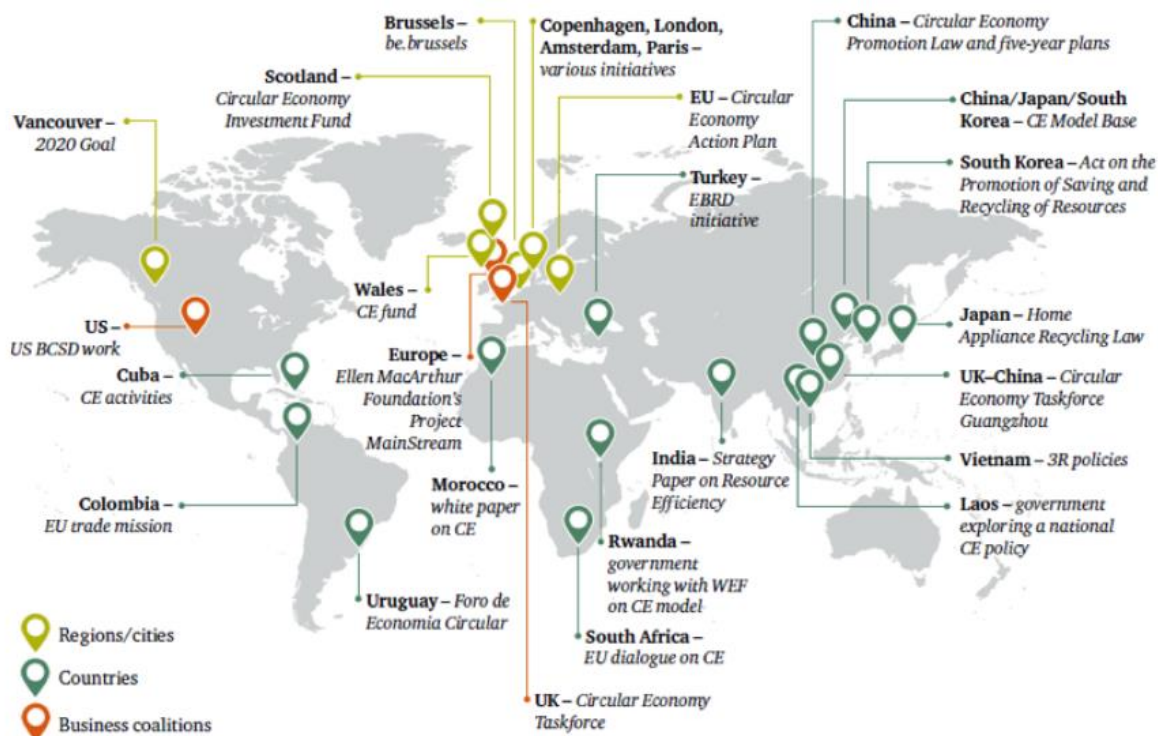 Brussels –
be.brussels
Copenhagen, London,
Amsterdam, Paris –
various initiatives
China – Circular Economy
Promotion Law and five-year plans
Scotland –
Circular Economy
Investment Fund
EU – Circular
Economy
Action Plan
China/Japan/South
Korea – CE Model Base
Vancouver –
2020 Goal
Turkey –
EBRD
initiative
South Korea – Act on the
Promotion of Saving and
Recycling of Resources
Wales –
CE fund
US –
US BCSD work
Japan – Home
Appliance Recycling Law
Cuba –
CE activities
Europe –
Ellen MacArthur
Foundation's
Project
MainStream
UK–China – Circular
Economy Taskforce
Guangzhou
Colombia –
EU trade mission
Morocco –
white paper
on CE
India – Strategy
Paper on Resource
Efficiency
Vietnam – 3R policies
Laos – government
exploring a national
CE policy
Rwanda –
government
working with WEF
on CE model
Uruguay – Foro de
Economia Circular
South Africa –
EU dialogue on CE
UK – Circular Economy
Taskforce
Regions/cities
Countries
Business coalitions